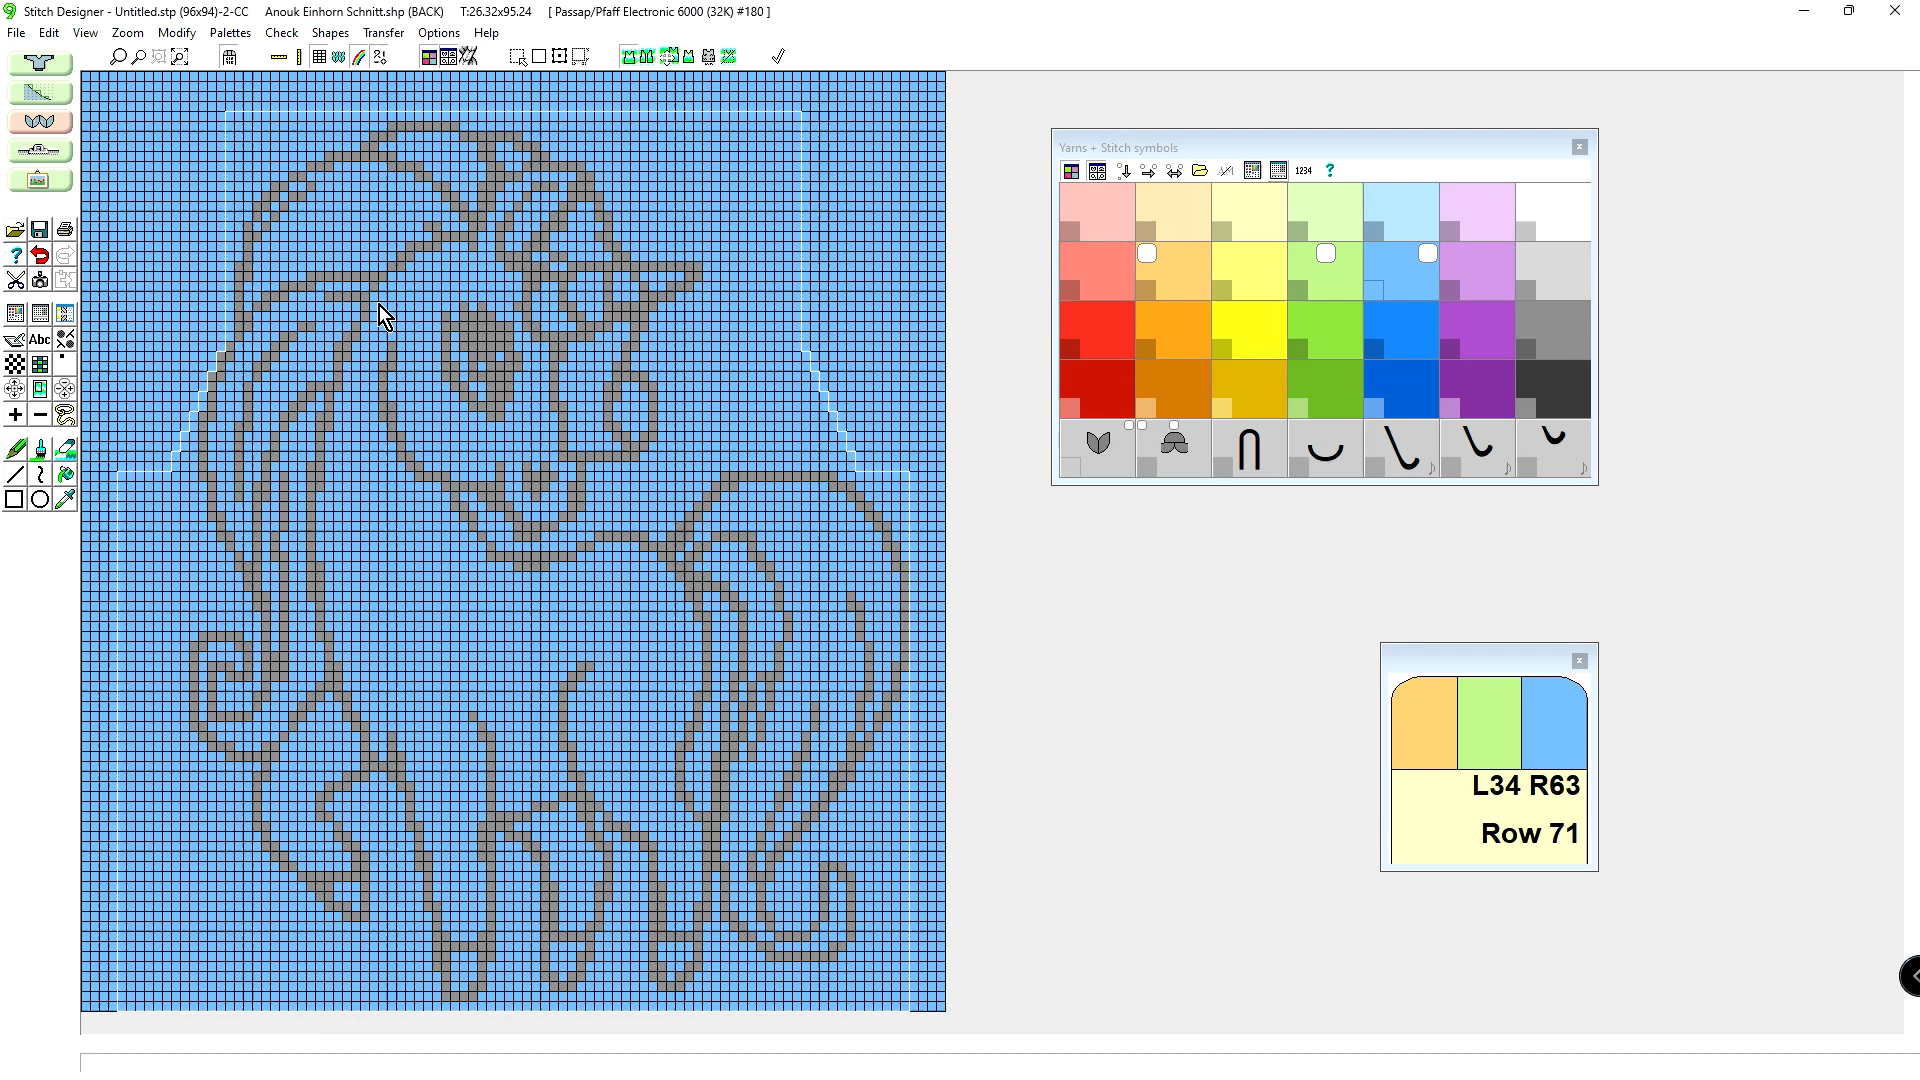 Stitch Designer - Untitled.stp (96x94)-2-CC    Anouk Einhorn Schnitt.shp (BACK)    T:26.32x95.24    [ Passap/Pfaff Electronic 6000 (32K) #180 ]
File Edit View Zoom Modify Palettes Check Shapes Transfer Options Help
Yarns + Stitch symbols
1234 ?
?
Abc
L34 R63
Row 71